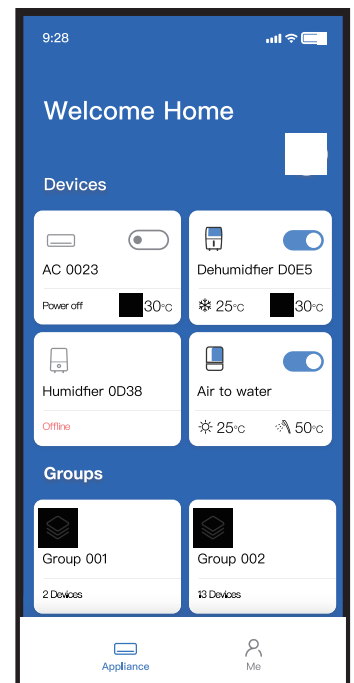 9:28
Welcome Home
Devices
AC 0023
Dehumidfier D0E5
Power off 30°C
25°C 30°C
Humidfier 0D38
Air to water
Offline
25°C 50°C
Groups
Group 001
Group 002
2 Devices
13 Devices
Appliance
Me